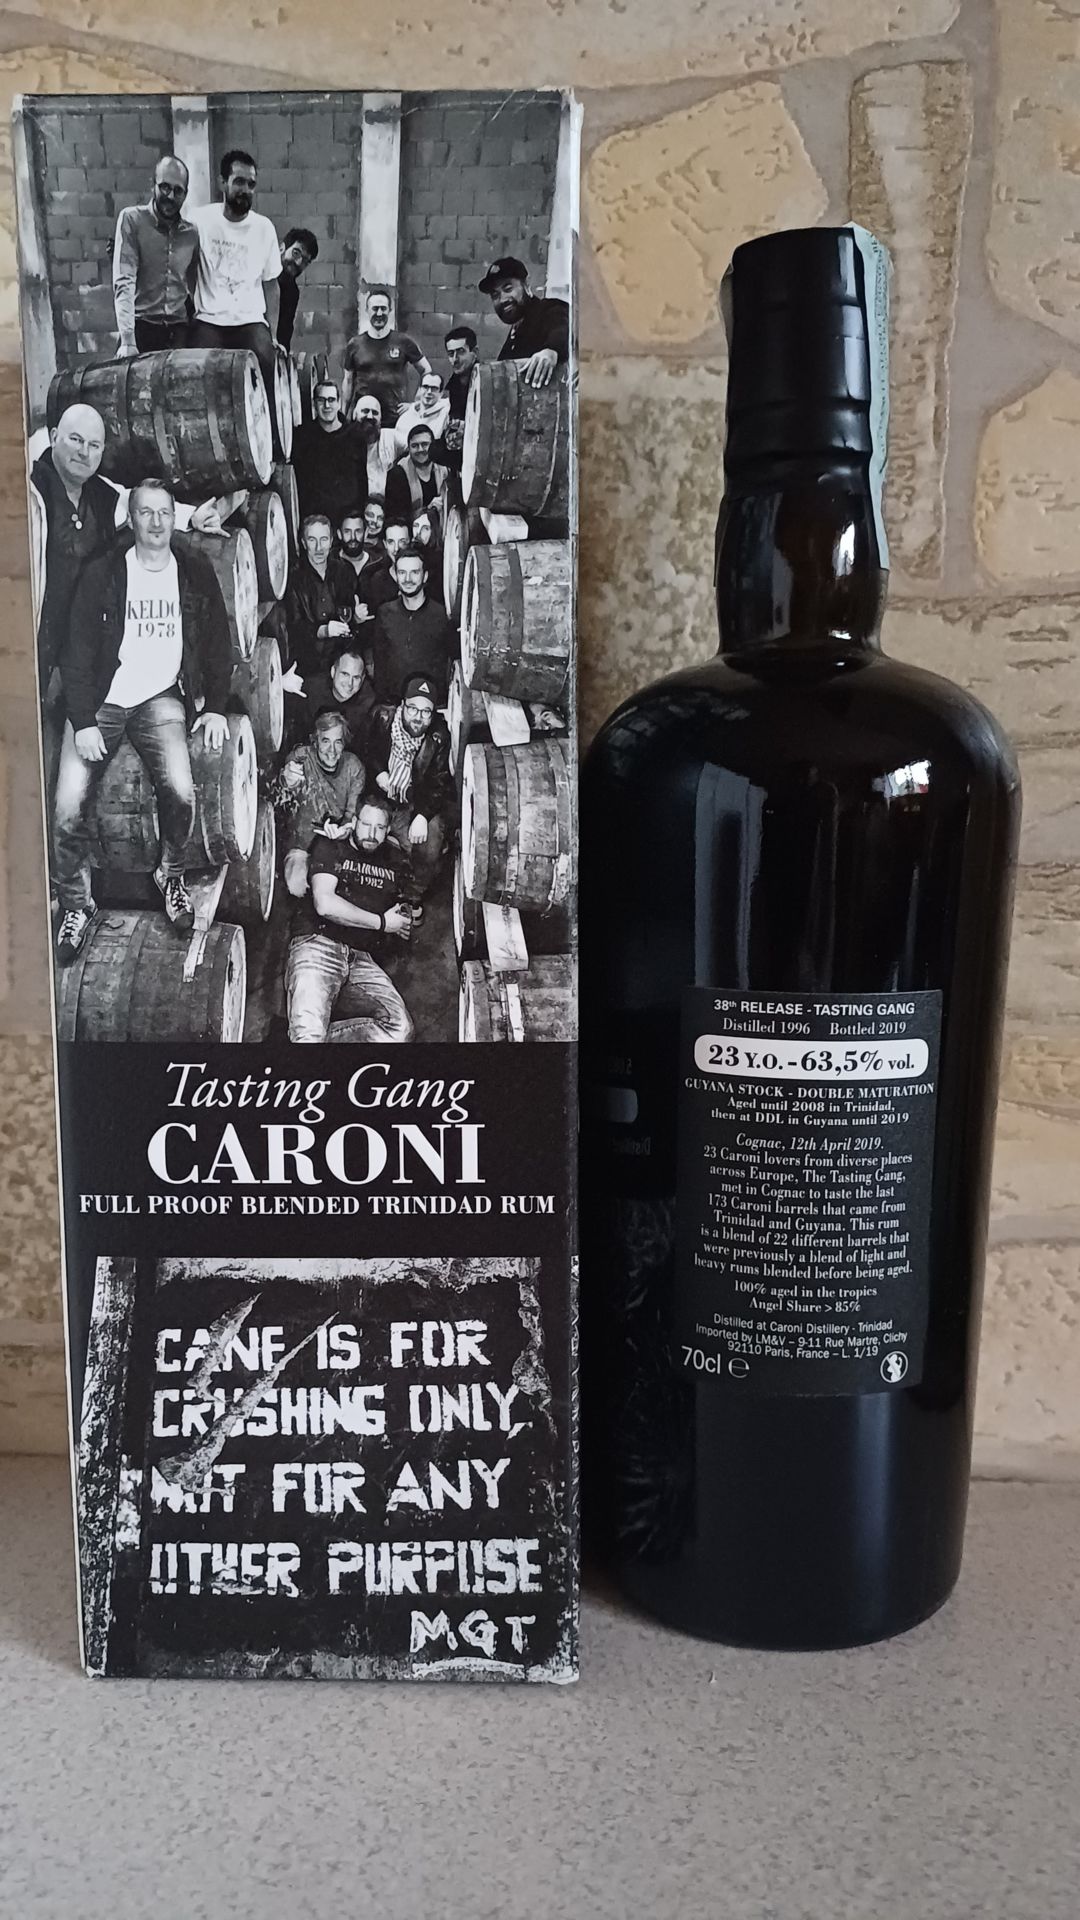 KELDO
1978
BLAIRMONT
1982
Tasting Gang
CARONI
FULL PROOF BLENDED TRINIDAD RUM
CANE IS FOR
CRUSHING ONLY,
NOT FOR ANY
OTHER PURPOSE
MGT
38th RELEASE - TASTING GANG
Distilled 1996 Bottled 2019
23 Y.O. - 63,5% vol.
GUYANA STOCK - DOUBLE MATURATION
Aged until 2008 in Trinidad,
then at DDL in Guyana until 2019
Cognac, 12th April 2019.
23 Caroni lovers from diverse places
across Europe, The Tasting Gang,
met in Cognac to taste the last
173 Caroni barrels that came from
Trinidad and Guyana. This rum
is a blend of 22 different barrels that
were previously a blend of light and
heavy rums blended before being aged.
100% aged in the tropics
Angel Share > 85%
Distilled at Caroni Distillery - Trinidad
Imported by LM&V – 9-11 Rue Martre, Clichy
92110 Paris, France – L. 1/19
70cl ℮